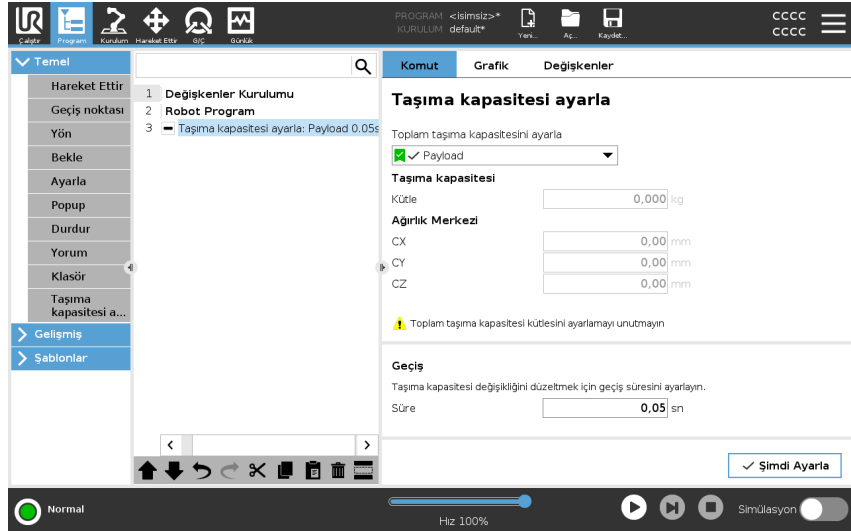 UR
PROGRAM <isimsiz>*
KURULUM default*
Çalıştır Program Kurulum Hareket Ettir G/Ç Günlük
Yeni... Aç... Kaydet...
cccc
cccc
Temel
Hareket Ettir
Geçiş noktası
Yön
Bekle
Ayarla
Popup
Durdur
Yorum
Klasör
Taşıma
kapasitesi a...
Gelişmiş
Şablonlar
1 Değişkenler Kurulumu
2 Robot Program
3 Taşıma kapasitesi ayarla: Payload 0.05s
Komut Grafik Değişkenler
Taşıma kapasitesi ayarla
Toplam taşıma kapasitesini ayarla
Payload
Taşıma kapasitesi
Kütle 0,000 kg
Ağırlık Merkezi
CX 0,00 mm
CY 0,00 mm
CZ 0,00 mm
Toplam taşıma kapasitesi kütlesini ayarlamayı unutmayın
Geçiş
Taşıma kapasitesi değişikliğini düzeltmek için geçiş süresini ayarlayın.
Süre 0,05 sn
Şimdi Ayarla
Normal
Hız 100%
Simülasyon